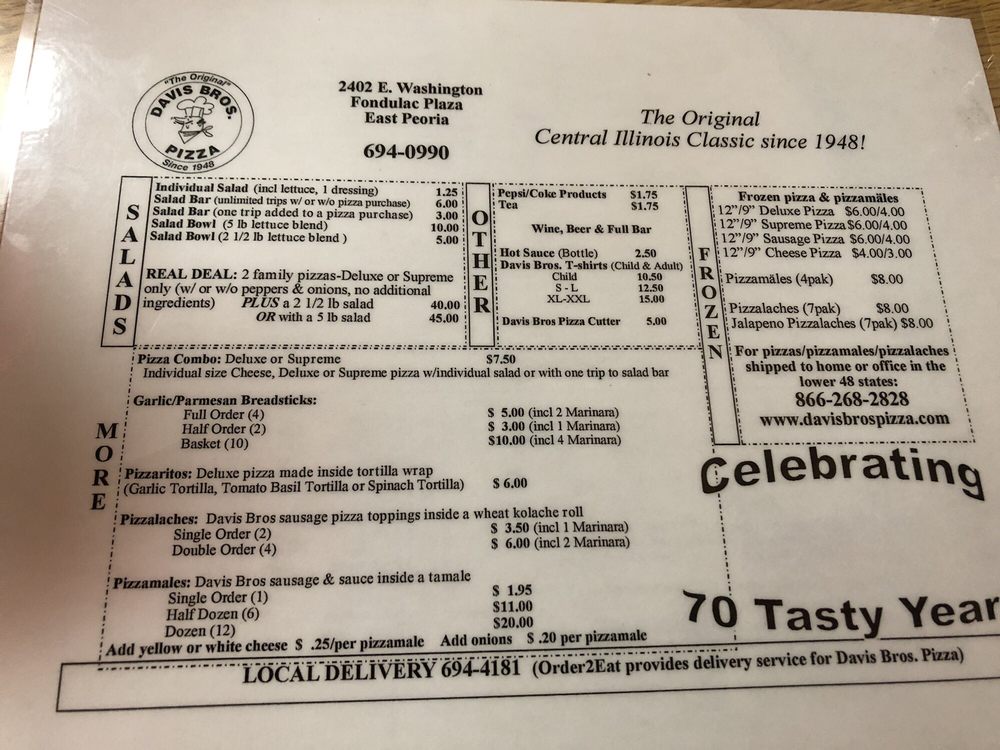 "The Original"
DAVIS BROS.
PIZZA
Since 1948
2402 E. Washington
Fondulac Plaza
East Peoria
694-0990
The Original
Central Illinois Classic since 1948!
SALADS
Individual Salad (incl lettuce, 1 dressing) 1.25
Salad Bar (unlimited trips w/ or w/o pizza purchase) 6.00
Salad Bar (one trip added to a pizza purchase) 3.00
Salad Bowl (5 lb lettuce blend) 10.00
Salad Bowl (2 1/2 lb lettuce blend ) 5.00
REAL DEAL: 2 family pizzas-Deluxe or Supreme
only (w/ or w/o peppers & onions, no additional
ingredients) PLUS a 2 1/2 lb salad 40.00
OR with a 5 lb salad 45.00
OTHER
Pepsi/Coke Products $1.75
Tea $1.75
Wine, Beer & Full Bar
Hot Sauce (Bottle) 2.50
Davis Bros. T-shirts (Child & Adult)
Child 10.50
S - L 12.50
XL-XXL 15.00
Davis Bros Pizza Cutter 5.00
FROZEN
Frozen pizza & pizzamäles
12"/9" Deluxe Pizza $6.00/4.00
12"/9" Supreme Pizza $6.00/4.00
12"/9" Sausage Pizza $6.00/4.00
12"/9" Cheese Pizza $4.00/3.00
Pizzamäles (4pak) $8.00
Pizzalaches (7pak) $8.00
Jalapeno Pizzalaches (7pak) $8.00
For pizzas/pizzamales/pizzalaches
shipped to home or office in the
lower 48 states:
866-268-2828
www.davisbrospizza.com
MORE
Pizza Combo: Deluxe or Supreme $7.50
Individual size Cheese, Deluxe or Supreme pizza w/individual salad or with one trip to salad bar
Garlic/Parmesan Breadsticks:
Full Order (4) $ 5.00 (incl 2 Marinara)
Half Order (2) $ 3.00 (incl 1 Marinara)
Basket (10) $10.00 (incl 4 Marinara)
Pizzaritos: Deluxe pizza made inside tortilla wrap
(Garlic Tortilla, Tomato Basil Tortilla or Spinach Tortilla) $ 6.00
Pizzalaches: Davis Bros sausage pizza toppings inside a wheat kolache roll
Single Order (2) $ 3.50 (incl 1 Marinara)
Double Order (4) $ 6.00 (incl 2 Marinara)
Pizzamales: Davis Bros sausage & sauce inside a tamale
Single Order (1) $ 1.95
Half Dozen (6) $11.00
Dozen (12) $20.00
Add yellow or white cheese $ .25/per pizzamale Add onions $ .20 per pizzamale
Celebrating
70 Tasty Year
LOCAL DELIVERY 694-4181 (Order2Eat provides delivery service for Davis Bros. Pizza)